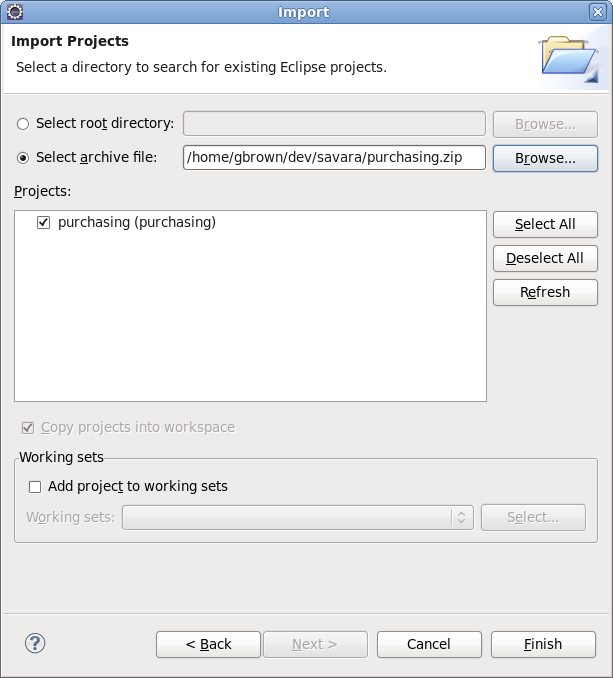 Import
Import Projects
Select a directory to search for existing Eclipse projects.
Select root directory:
Browse...
Select archive file:
/home/gbrown/dev/savara/purchasing.zip
Browse...
Projects:
purchasing (purchasing)
Select All
Deselect All
Refresh
Copy projects into workspace
Working sets
Add project to working sets
Working sets:
Select...
?
< Back
Next >
Cancel
Finish